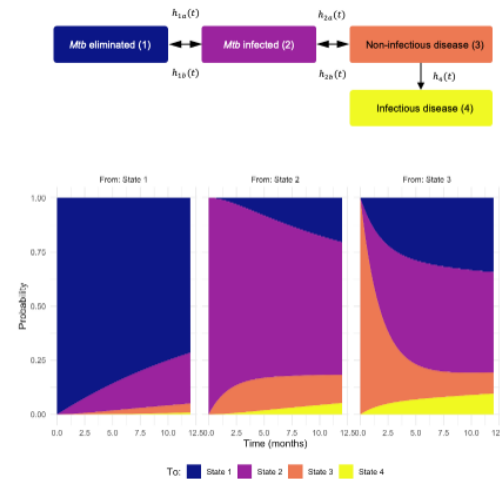 h₁ₐ(t)
h₂ₐ(t)
Mtb eliminated (1)
Mtb infected (2)
Non-infectious disease (3)
h₁ᵦ(t)
h₂ᵦ(t)
hₐ(t)
Infectious disease (4)
From: State 1
From: State 2
From: State 3
1.00
0.75
0.50
0.25
0.00
Probability
0.0 2.5 5.0 7.5 10.0 12.5 0.0 2.5 5.0 7.5 10.0 12.5 0.0 2.5 5.0 7.5 10.0 12
Time (months)
To: State 1 State 2 State 3 State 4